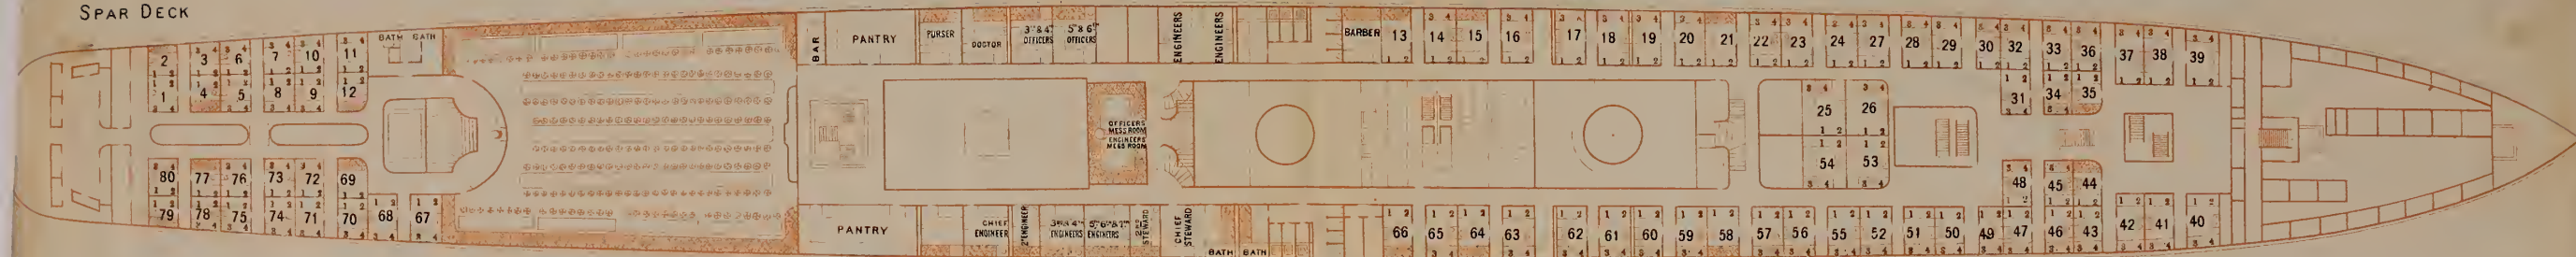 SPAR DECK
BAR
PANTRY
PURSER
DOCTOR
3RD & 4TH OFFICERS
5TH & 6TH OFFICERS
ENGINEERS
ENGINEERS
BARBER
13 14 15 16 17 18 19 20 21 22 23 24 27 28 29 30 32 33 36 37 38 39
31 34 35
2 3 6 7 10 11
BATH BATH
1 4 5 8 9 12
OFFICERS
MESS ROOM
ENGINEERS
MESS ROOM
25 26
54 53
80 77 76 73 72 69
79 78 75 74 71 70 68 67
PANTRY
CHIEF
ENGINEER
2ND ENGINEER
ENGINEERS
ENGINEERS
2ND STEWARD
CHIEF STEWARD
BATH BATH
48 45 44
66 65 64 63 62 61 60 59 58 57 56 55 52 51 50 49 47 46 43 42 41 40